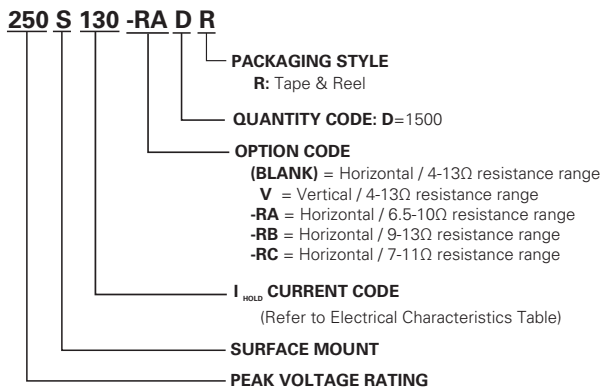 250 S 130 -RA D R
PACKAGING STYLE
R: Tape & Reel
QUANTITY CODE: D=1500
OPTION CODE
(BLANK) = Horizontal / 4-13Ω resistance range
V = Vertical / 4-13Ω resistance range
-RA = Horizontal / 6.5-10Ω resistance range
-RB = Horizontal / 9-13Ω resistance range
-RC = Horizontal / 7-11Ω resistance range
I HOLD CURRENT CODE
(Refer to Electrical Characteristics Table)
SURFACE MOUNT
PEAK VOLTAGE RATING